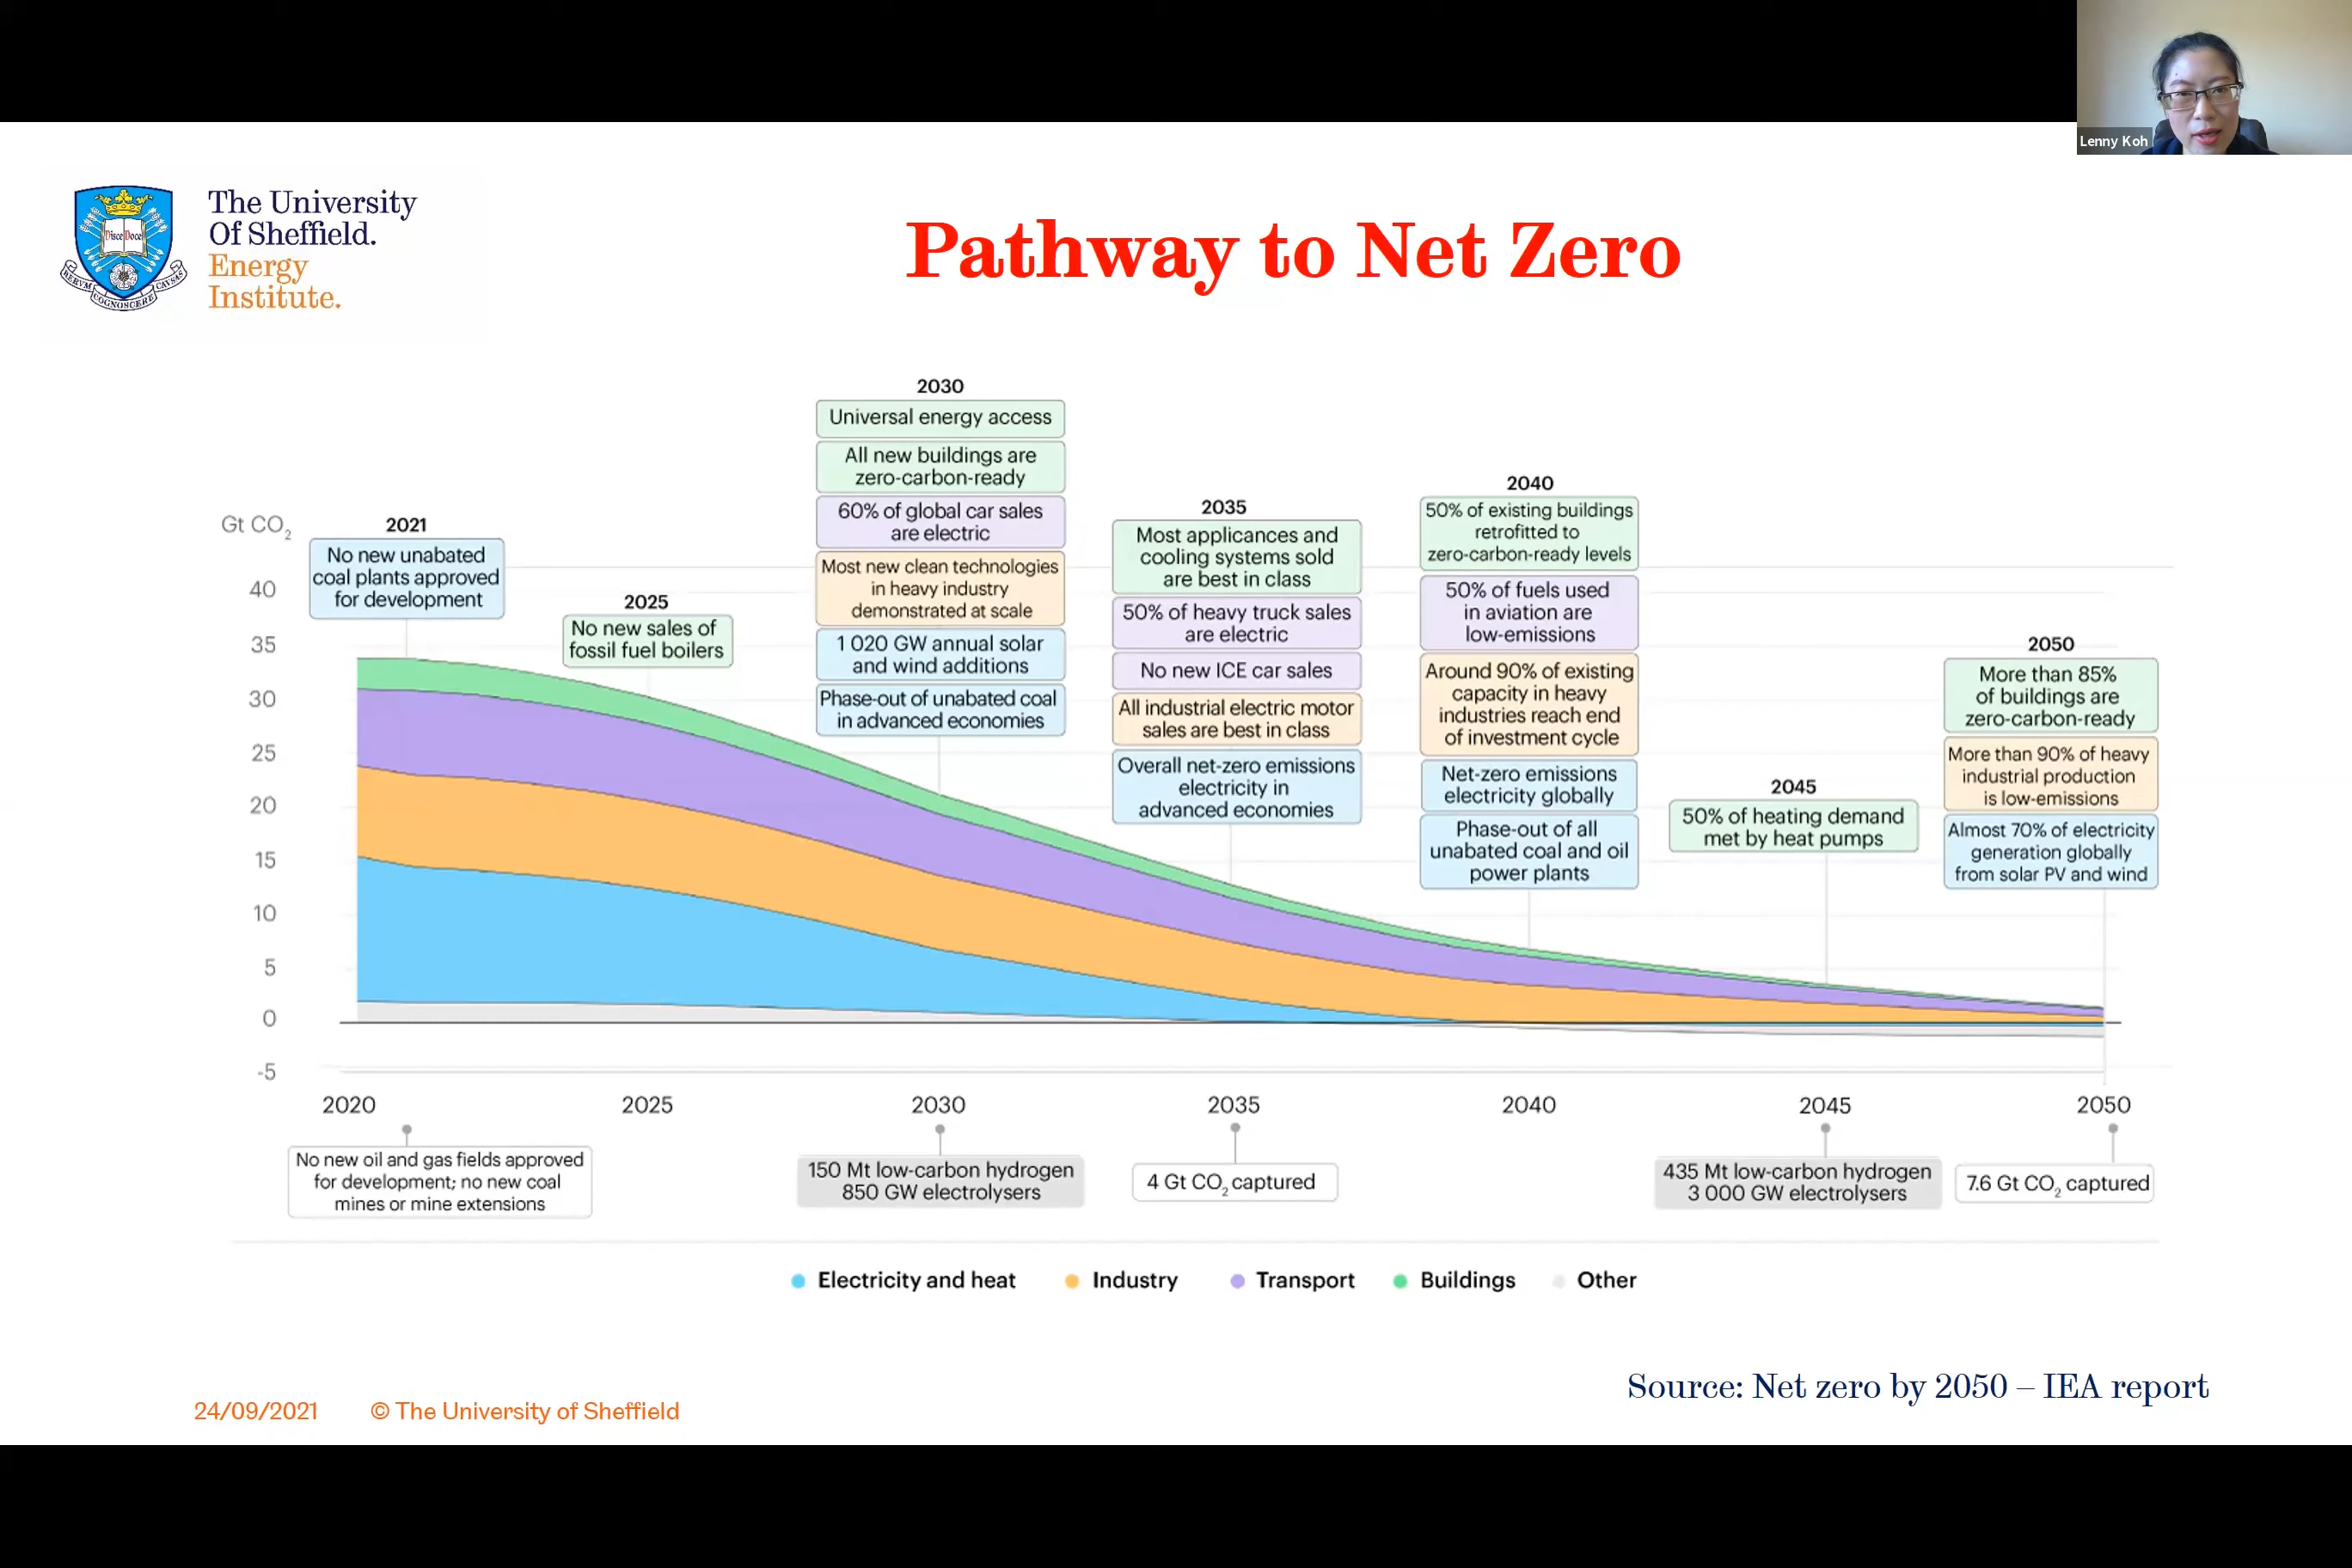 Lenny Koh
The University
Of Sheffield.
Energy
Institute.
Disce Doce
RERVM COGNOSCERE CAVSAS
Pathway to Net Zero
Gt CO2
40
35
30
25
20
15
10
5
0
-5
2021
No new unabated
coal plants approved
for development
2025
No new sales of
fossil fuel boilers
2030
Universal energy access
All new buildings are
zero-carbon-ready
60% of global car sales
are electric
Most new clean technologies
in heavy industry
demonstrated at scale
1 020 GW annual solar
and wind additions
Phase-out of unabated coal
in advanced economies
2035
Most applicances and
cooling systems sold
are best in class
50% of heavy truck sales
are electric
No new ICE car sales
All industrial electric motor
sales are best in class
Overall net-zero emissions
electricity in
advanced economies
2040
50% of existing buildings
retrofitted to
zero-carbon-ready levels
50% of fuels used
in aviation are
low-emissions
Around 90% of existing
capacity in heavy
industries reach end
of investment cycle
Net-zero emissions
electricity globally
Phase-out of all
unabated coal and oil
power plants
2045
50% of heating demand
met by heat pumps
2050
More than 85%
of buildings are
zero-carbon-ready
More than 90% of heavy
industrial production
is low-emissions
Almost 70% of electricity
generation globally
from solar PV and wind
2020 2025 2030 2035 2040 2045 2050
No new oil and gas fields approved
for development; no new coal
mines or mine extensions
150 Mt low-carbon hydrogen
850 GW electrolysers
4 Gt CO2 captured
435 Mt low-carbon hydrogen
3 000 GW electrolysers
7.6 Gt CO2 captured
Electricity and heat Industry Transport Buildings Other
Source: Net zero by 2050 – IEA report
24/09/2021 © The University of Sheffield